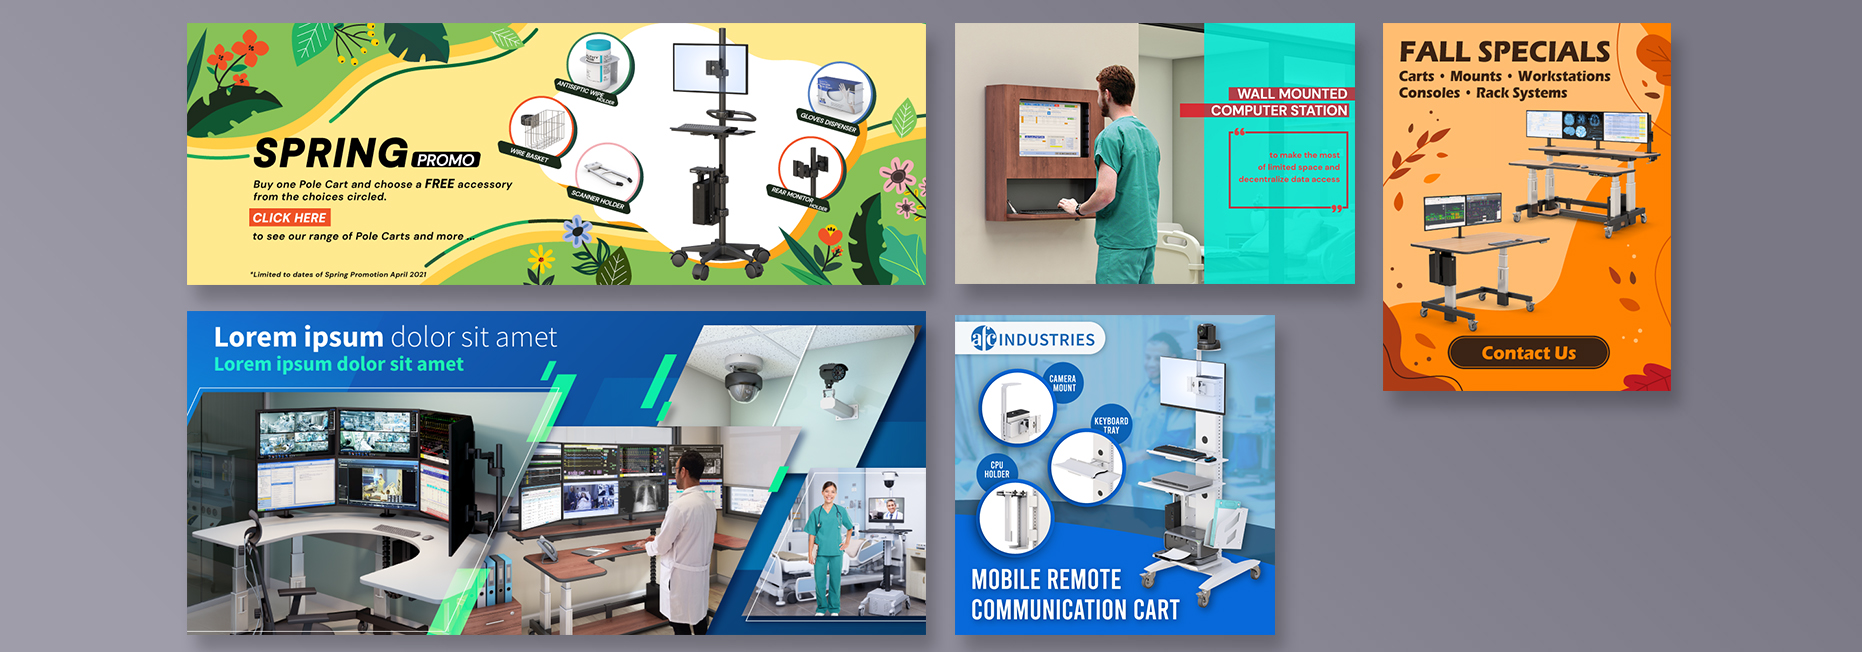 SPRING PROMO
Buy one Pole Cart and choose a FREE accessory
from the choices circled.
CLICK HERE
to see our range of Pole Carts and more ...
*Limited to dates of Spring Promotion April 2021
ANTISEPTIC WIPE
HOLDER
WIRE BASKET
SCANNER HOLDER
GLOVES DISPENSER
REAR MONITOR
HOLDER
WALL MOUNTED
COMPUTER STATION
“
to make the most
of limited space and
decentralize data access
”
FALL SPECIALS
Carts • Mounts • Workstations
Consoles • Rack Systems
Contact Us
Lorem ipsum dolor sit amet
Lorem ipsum dolor sit amet
afc INDUSTRIES
CAMERA
MOUNT
KEYBOARD
TRAY
CPU
HOLDER
MOBILE REMOTE
COMMUNICATION CART